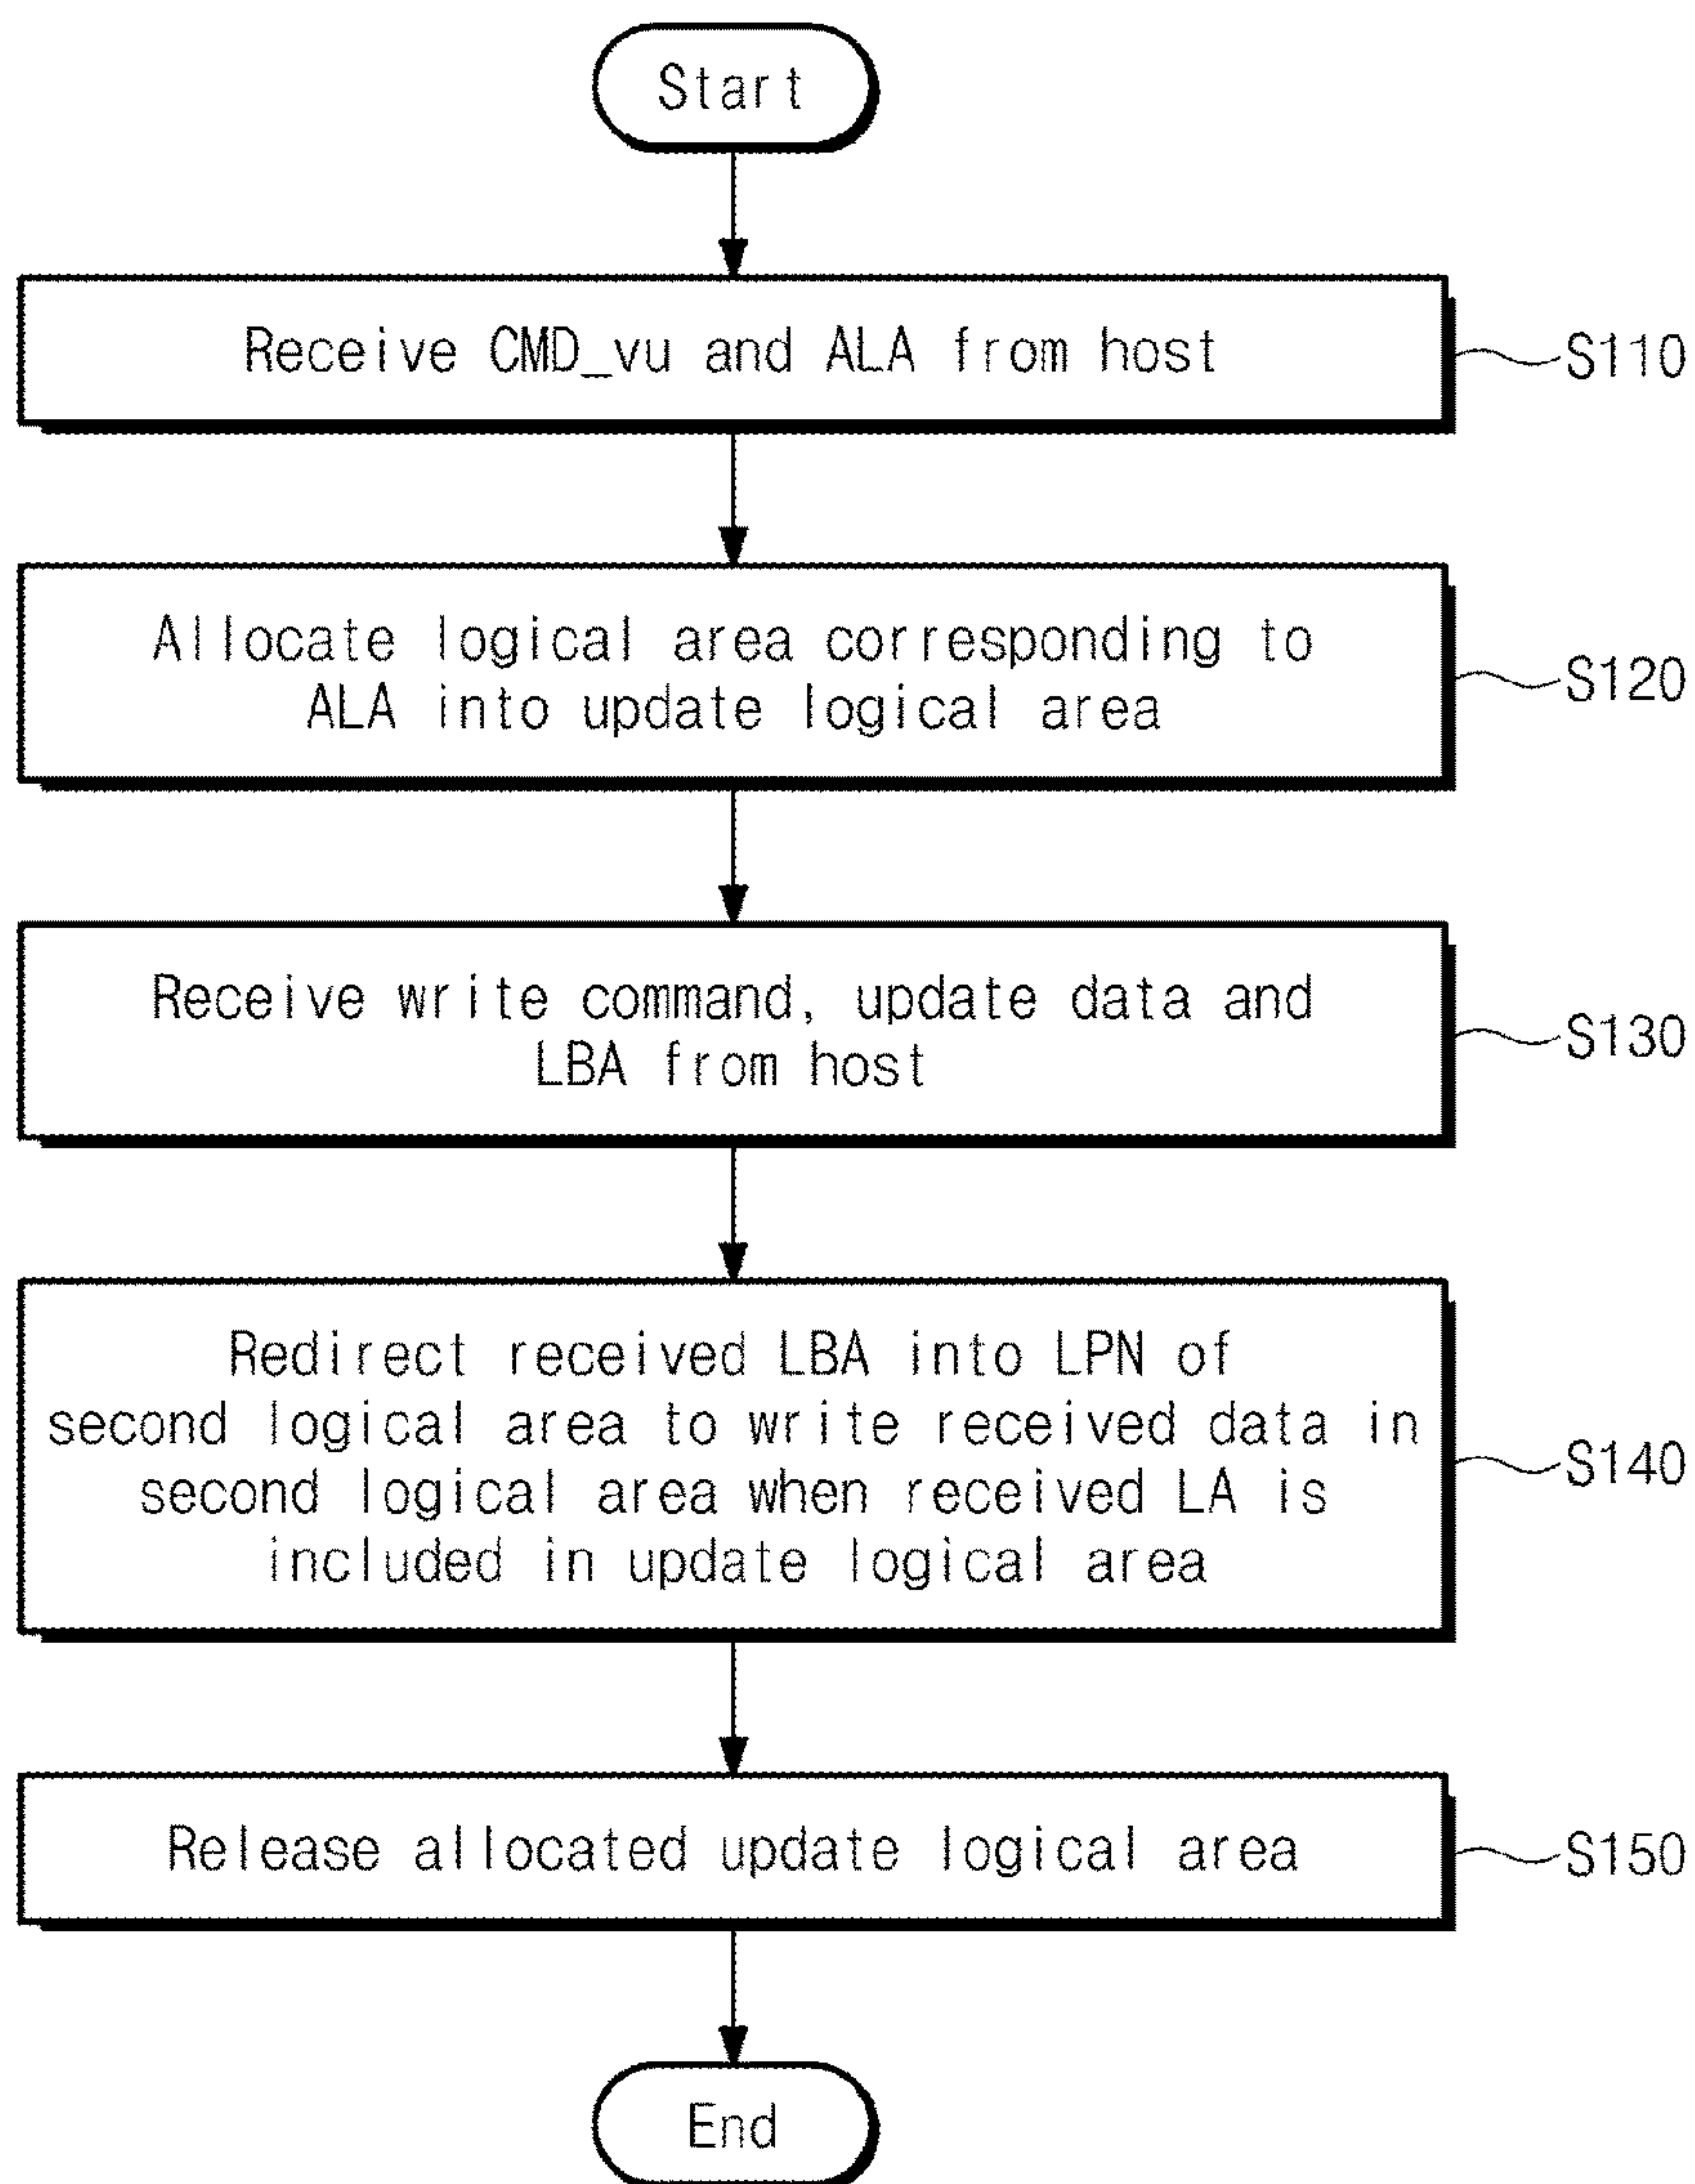 Start
Receive CMD_vu and ALA from host
S110
Allocate logical area corresponding to
ALA into update logical area
S120
Receive write command, update data and
LBA from host
S130
Redirect received LBA into LPN of
second logical area to write received data in
second logical area when received LA is
included in update logical area
S140
Release allocated update logical area
S150
End